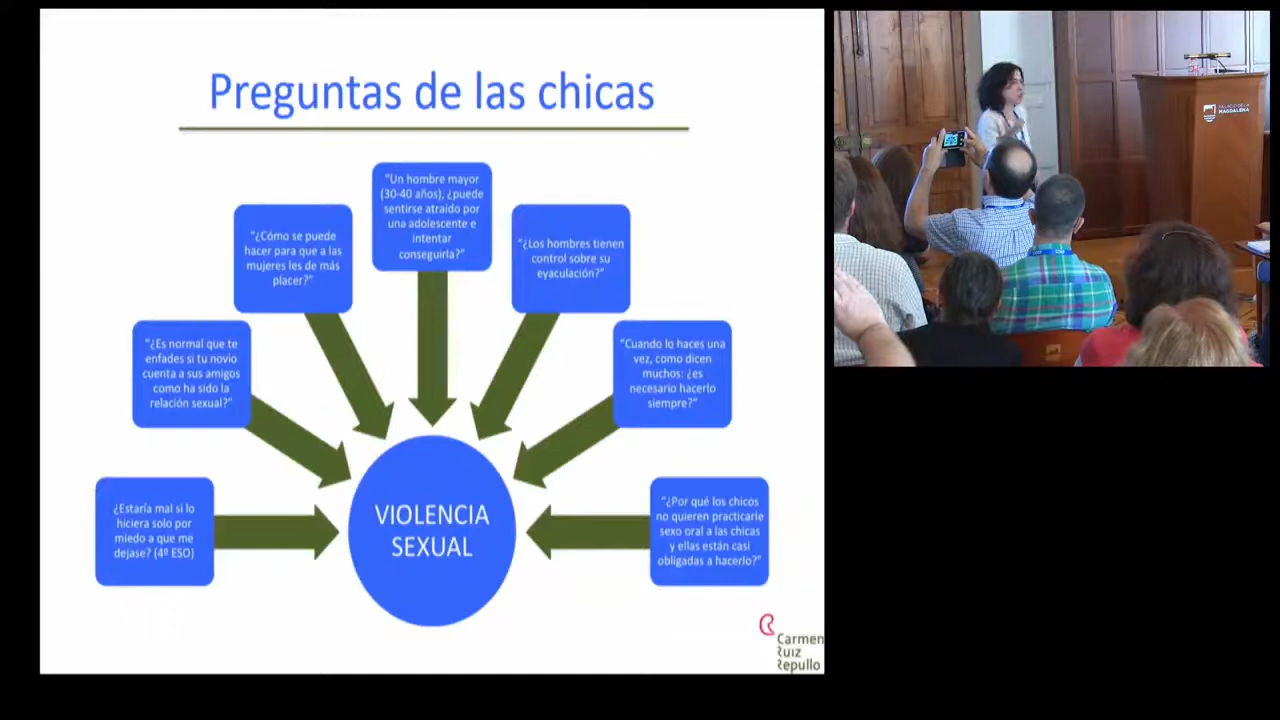 Preguntas de las chicas
"Un hombre mayor
(30-40 años), ¿puede
sentirse atraído por
una adolescente e
intentar
conseguirla?"
"¿Cómo se puede
hacer para que a las
mujeres les de más
placer?"
"¿Los hombres tienen
control sobre su
eyaculación?"
"¿Es normal que te
enfades si tu novio
cuenta a sus amigos
como ha sido la
relación sexual?"
"Cuando lo haces una
vez, como dicen
muchos: ¿es
necesario hacerlo
siempre?"
¿Estaría mal si lo
hiciera solo por
miedo a que me
dejase? (4º ESO)
VIOLENCIA
SEXUAL
"¿Por qué los chicos
no quieren practicarle
sexo oral a las chicas
y ellas están casi
obligadas a hacerlo?"
Carmen
Ruiz
Repullo
PALACIO DE LA
MAGDALENA